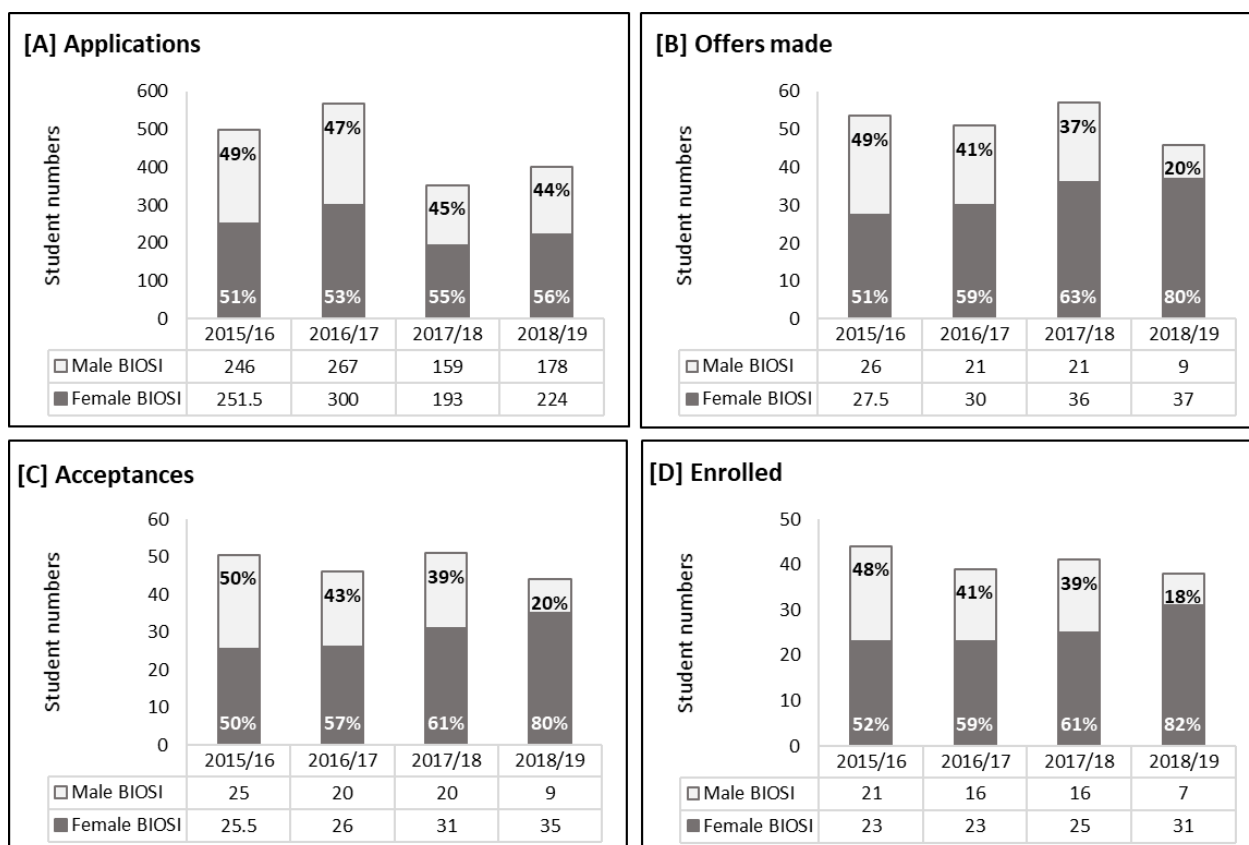 [A] Applications
Student numbers
600
500
400
300
200
100
0
49%
47%
45%
44%
51%
53%
55%
56%
2015/16 2016/17 2017/18 2018/19
Male BIOSI 246 267 159 178
Female BIOSI 251.5 300 193 224
[B] Offers made
Student numbers
60
50
40
30
20
10
0
49%
41%
37%
20%
51%
59%
63%
80%
2015/16 2016/17 2017/18 2018/19
Male BIOSI 26 21 21 9
Female BIOSI 27.5 30 36 37
[C] Acceptances
Student numbers
60
50
40
30
20
10
0
50%
43%
39%
20%
50%
57%
61%
80%
2015/16 2016/17 2017/18 2018/19
Male BIOSI 25 20 20 9
Female BIOSI 25.5 26 31 35
[D] Enrolled
Student numbers
50
40
30
20
10
0
48%
41%
39%
18%
52%
59%
61%
82%
2015/16 2016/17 2017/18 2018/19
Male BIOSI 21 16 16 7
Female BIOSI 23 23 25 31